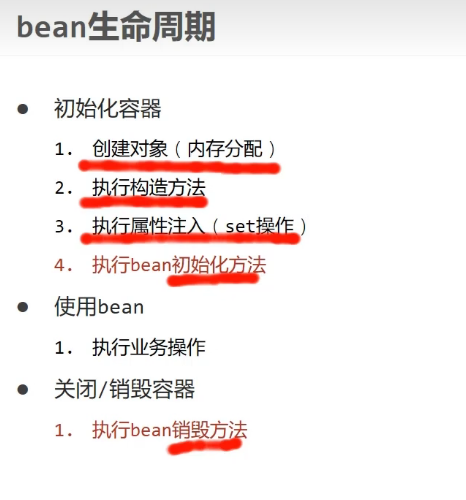 bean生命周期
● 初始化容器
1. 创建对象（内存分配）
2. 执行构造方法
3. 执行属性注入（set操作）
4. 执行bean初始化方法
● 使用bean
1. 执行业务操作
● 关闭/销毁容器
1. 执行bean销毁方法